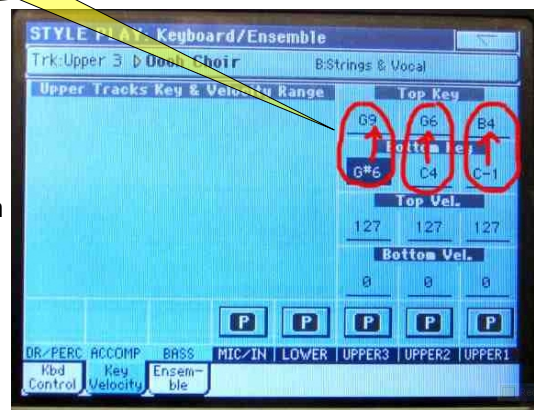 STYLE PLAY: Keyboard/Ensemble
Trk:Upper 3 Oooh Choir B:Strings & Vocal
Upper Tracks Key & Velocity Range Top Key
G9 G6 B4
Bottom Key
G#6 C4 C-1
Top Vel.
127 127 127
Bottom Vel.
0 0 0
P P P P P
DR/PERC ACCOMP BASS MIC/IN LOWER UPPER3 UPPER2 UPPER1
Kbd Control Key Velocity Ensem-ble